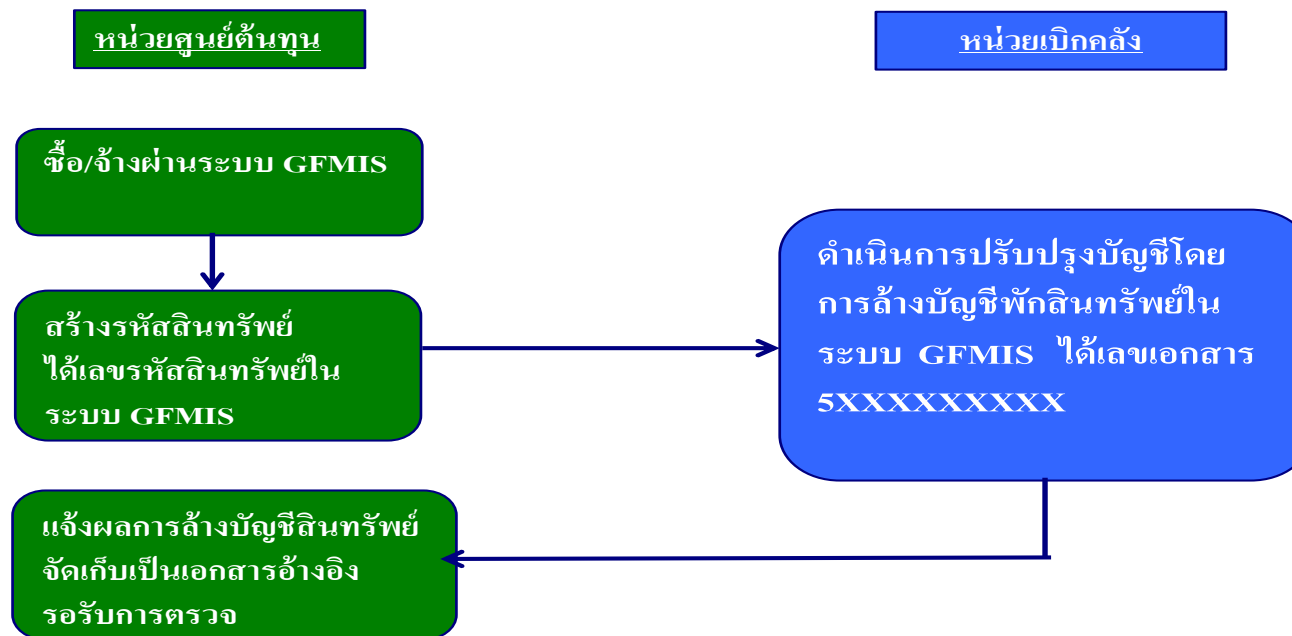 หน่วยศูนย์ต้นทุน
หน่วยเบิกคลัง
ซื้อ/จ้างผ่านระบบ GFMIS
สร้างรหัสสินทรัพย์
ได้เลขรหัสสินทรัพย์ใน
ระบบ GFMIS
ดำเนินการปรับปรุงบัญชีโดย
การล้างบัญชีพักสินทรัพย์ใน
ระบบ GFMIS ได้เลขเอกสาร
5XXXXXXXXX
แจ้งผลการล้างบัญชีสินทรัพย์
จัดเก็บเป็นเอกสารอ้างอิง
รอรับการตรวจ